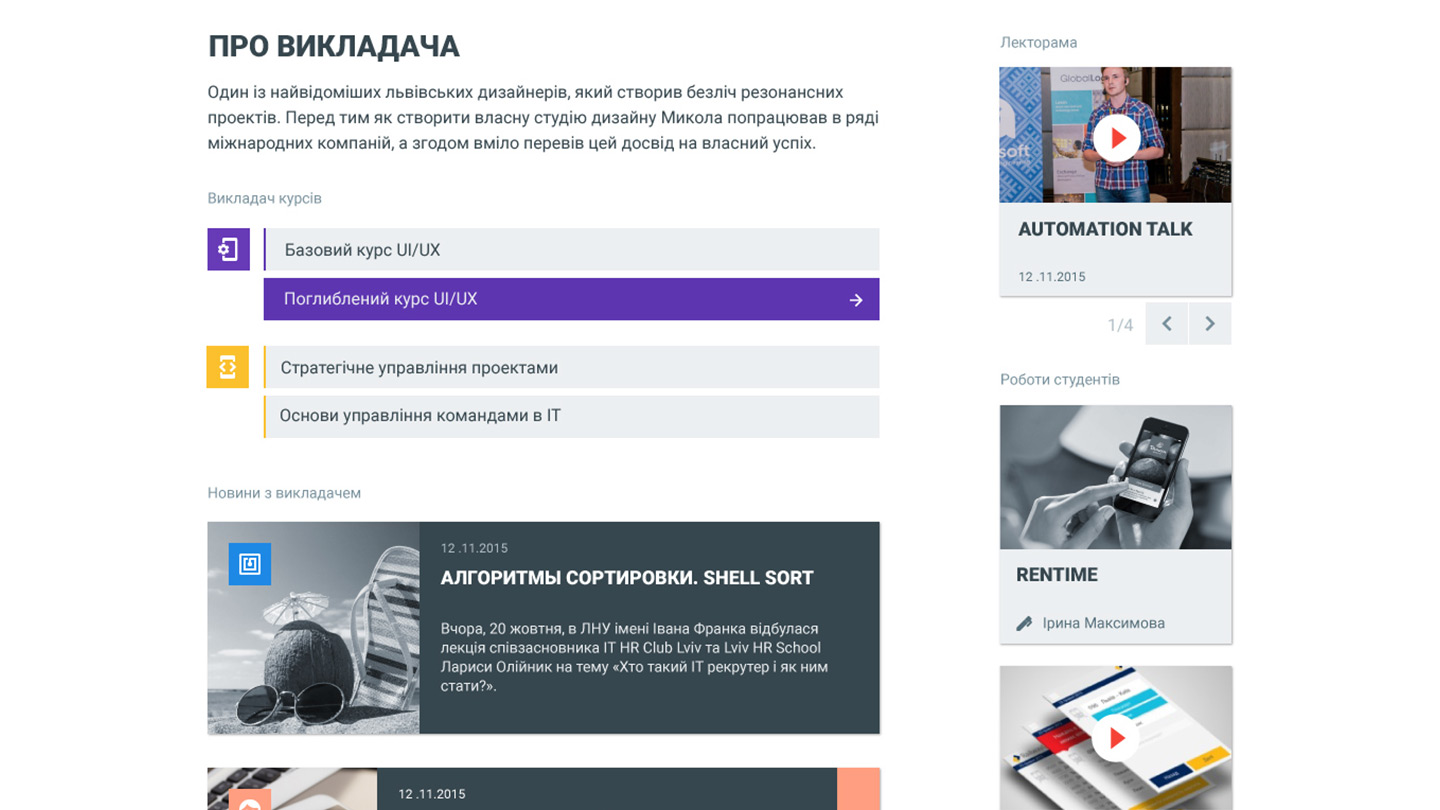 ПРО ВИКЛАДАЧА
Один із найвідоміших львівських дизайнерів, який створив безліч резонансних
проектів. Перед тим як створити власну студію дизайну Микола попрацював в ряді
міжнародних компаній, а згодом вміло перевів цей досвід на власний успіх.
Викладач курсів
Базовий курс UI/UX
Поглиблений курс UI/UX
Стратегічне управління проектами
Основи управління командами в ІТ
Новини з викладачем
12 .11.2015
АЛГОРИТМЫ СОРТИРОВКИ. SHELL SORT
Вчора, 20 жовтня, в ЛНУ імені Івана Франка відбулася
лекція співзасновника IT HR Club Lviv та Lviv HR School
Лариси Олійник на тему «Хто такий ІТ рекрутер і як ним
стати?».
12 .11.2015
Лекторама
GlobalLo
soft
AUTOMATION TALK
12 .11.2015
1/4
Роботи студентів
RENTIME
Ірина Максимова